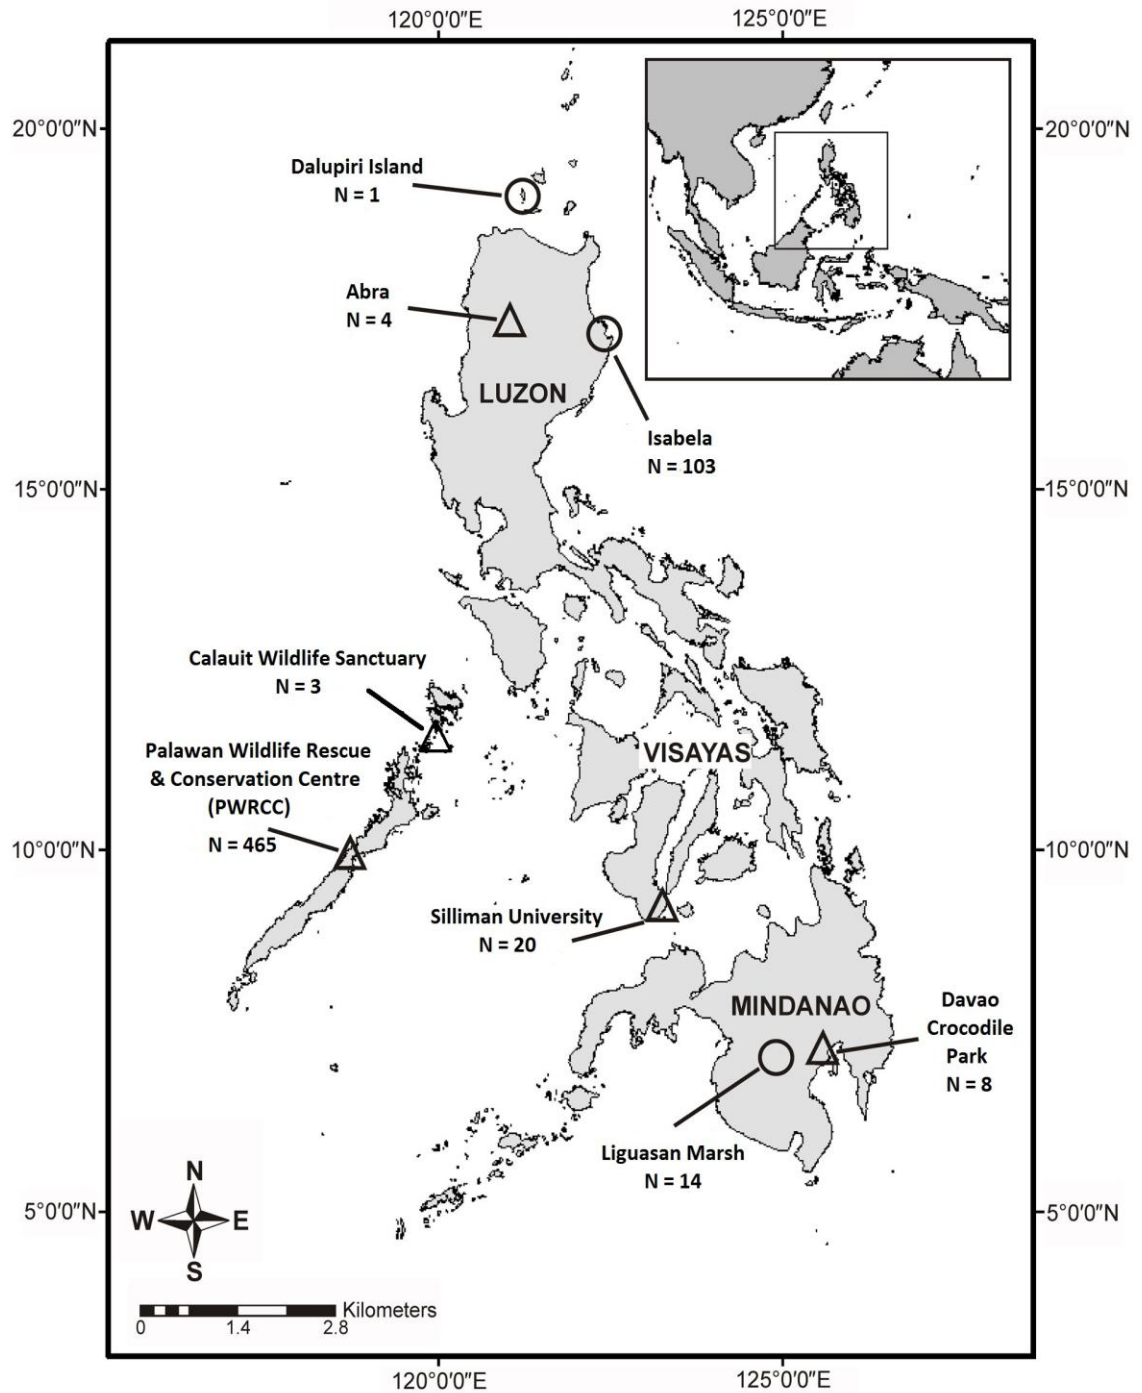 120°0'0"E
125°0'0"E
20°0'0"N
20°0'0"N
Dalupiri Island
N = 1
Abra
N = 4
LUZON
Isabela
N = 103
15°0'0"N
15°0'0"N
Calauit Wildlife Sanctuary
N = 3
Palawan Wildlife Rescue
& Conservation Centre
(PWRCC)
N = 465
VISAYAS
10°0'0"N
10°0'0"N
Silliman University
N = 20
MINDANAO
Davao
Crocodile
Park
N = 8
Liguasan Marsh
N = 14
N
W
E
S
5°0'0"N
5°0'0"N
Kilometers
0
1.4
2.8
120°0'0"E
125°0'0"E